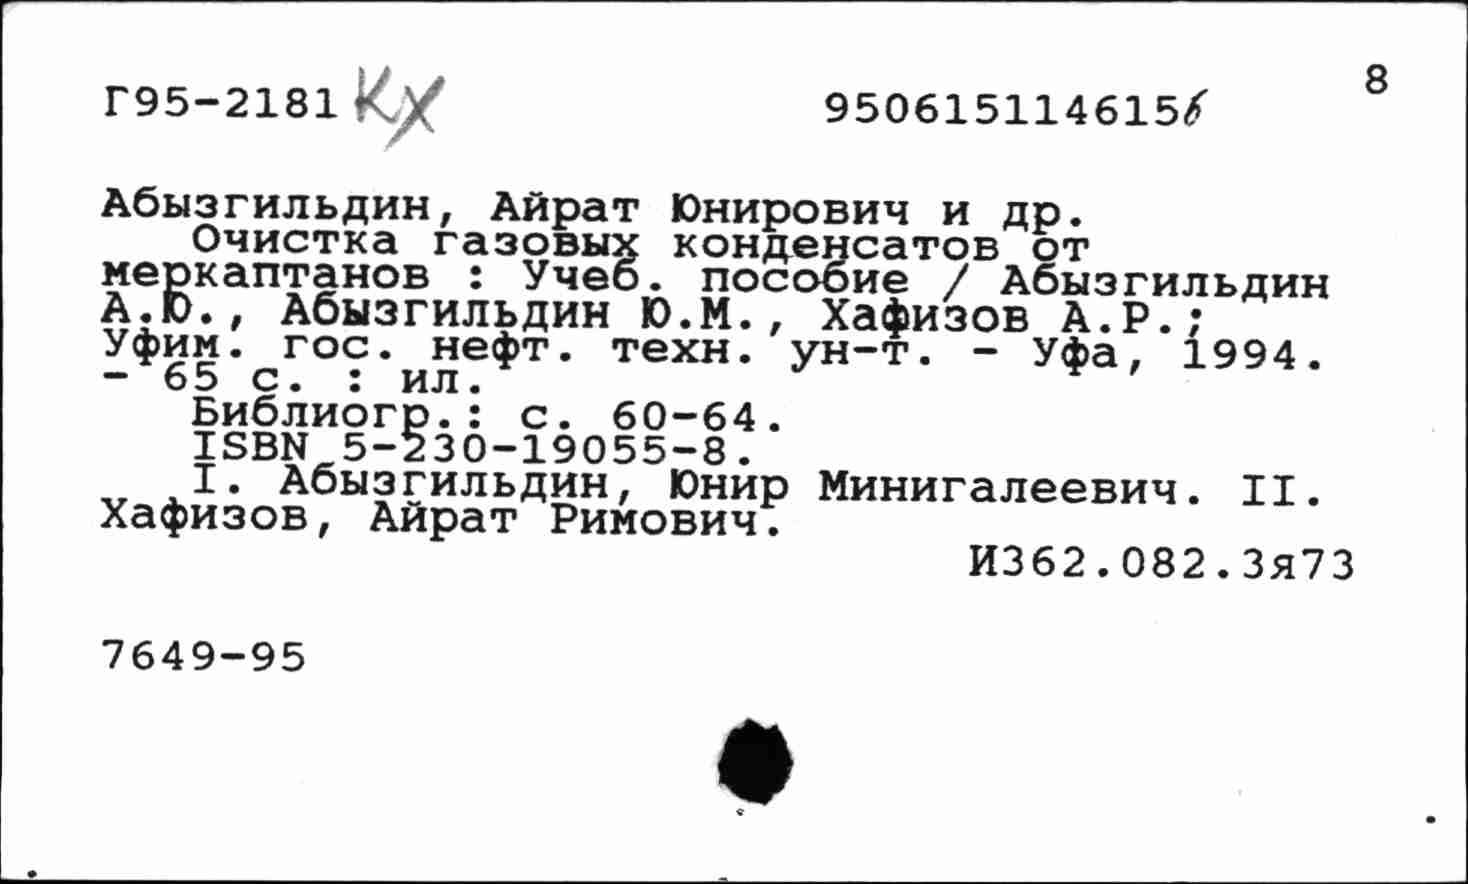 8
Г95-2181 КХ 9506151146156
Абызгильдин, Айрат Юнирович и др.
Очистка газовых конденсатов от
меркаптанов : Учеб. пособие / Абызгильдин
А.Ю., Абызгильдин Ю.М., Хафизов А.Р.;
Уфим. гос. нефт. техн. ун-т. - Уфа, 1994.
- 65 с. : ил.
Библиогр.: с. 60-64.
ISBN 5-230-19055-8.
I. Абызгильдин, Юнир Минигалеевич. II.
Хафизов, Айрат Римович.
И362.082.3я73
7649-95